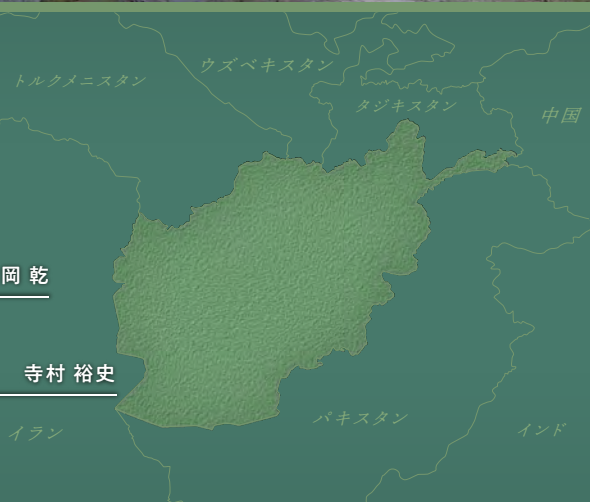 ウズベキスタン
トルクメニスタン
タジキスタン
中国
岡 乾
寺村 裕史
パキスタン
イラン
インド